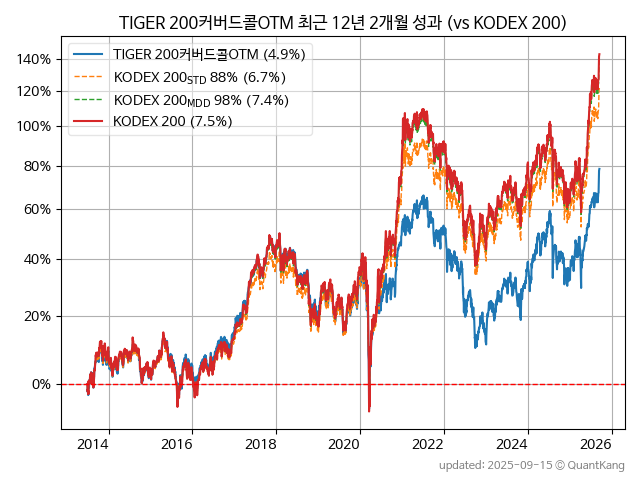 TIGER 200커버드콜OTM 최근 12년 2개월 성과 (vs KODEX 200)
TIGER 200커버드콜OTM (4.9%)
KODEX 200STD 88% (6.7%)
KODEX 200MDD 98% (7.4%)
KODEX 200 (7.5%)
140%
120%
100%
80%
60%
40%
20%
0%
2014 2016 2018 2020 2022 2024 2026
updated: 2025-09-15 © QuantKang